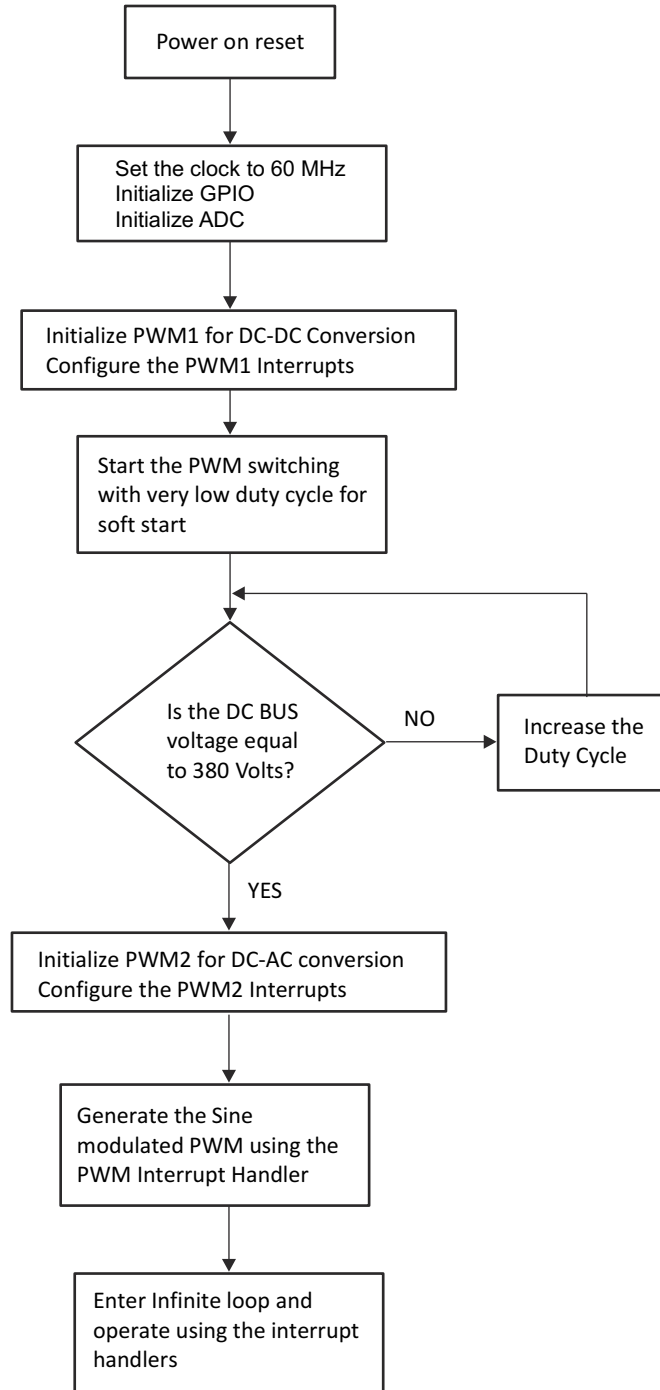 Power on reset
Set the clock to 60 MHz
Initialize GPIO
Initialize ADC
Initialize PWM1 for DC-DC Conversion
Configure the PWM1 Interrupts
Start the PWM switching
with very low duty cycle for
soft start
Is the DC BUS
voltage equal
to 380 Volts?
NO
Increase the
Duty Cycle
YES
Initialize PWM2 for DC-AC conversion
Configure the PWM2 Interrupts
Generate the Sine
modulated PWM using the
PWM Interrupt Handler
Enter Infinite loop and
operate using the interrupt
handlers